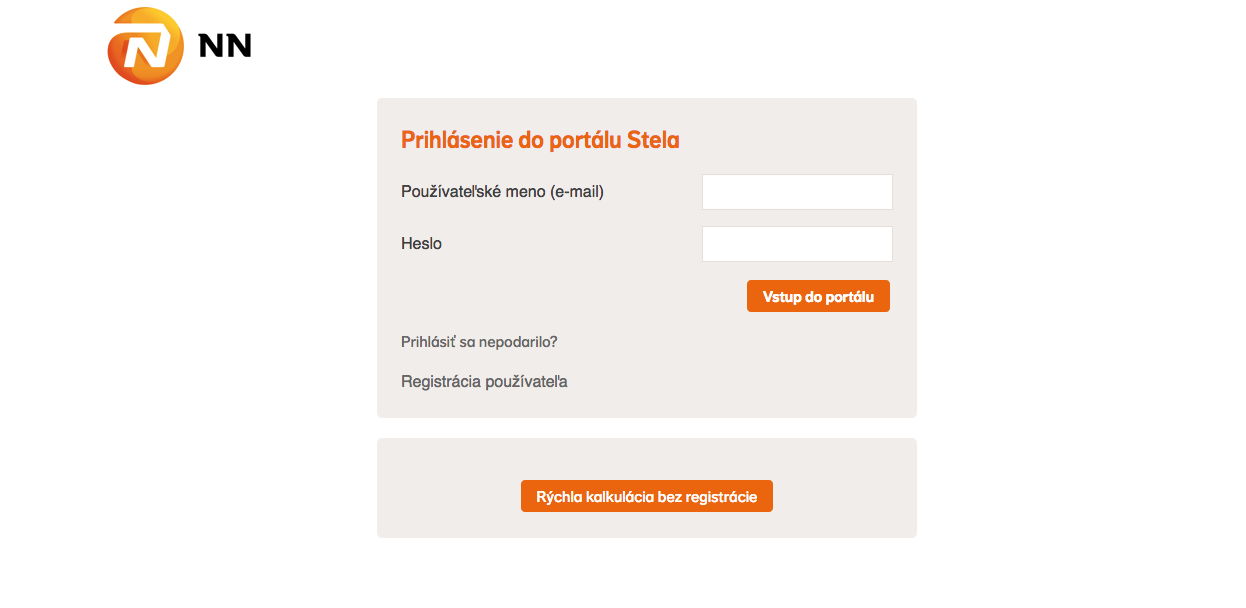 NN
Prihlásenie do portálu Stela
Používateľské meno (e-mail)
Heslo
Vstup do portálu
Prihlásiť sa nepodarilo?
Registrácia používateľa
Rýchla kalkulácia bez registrácie